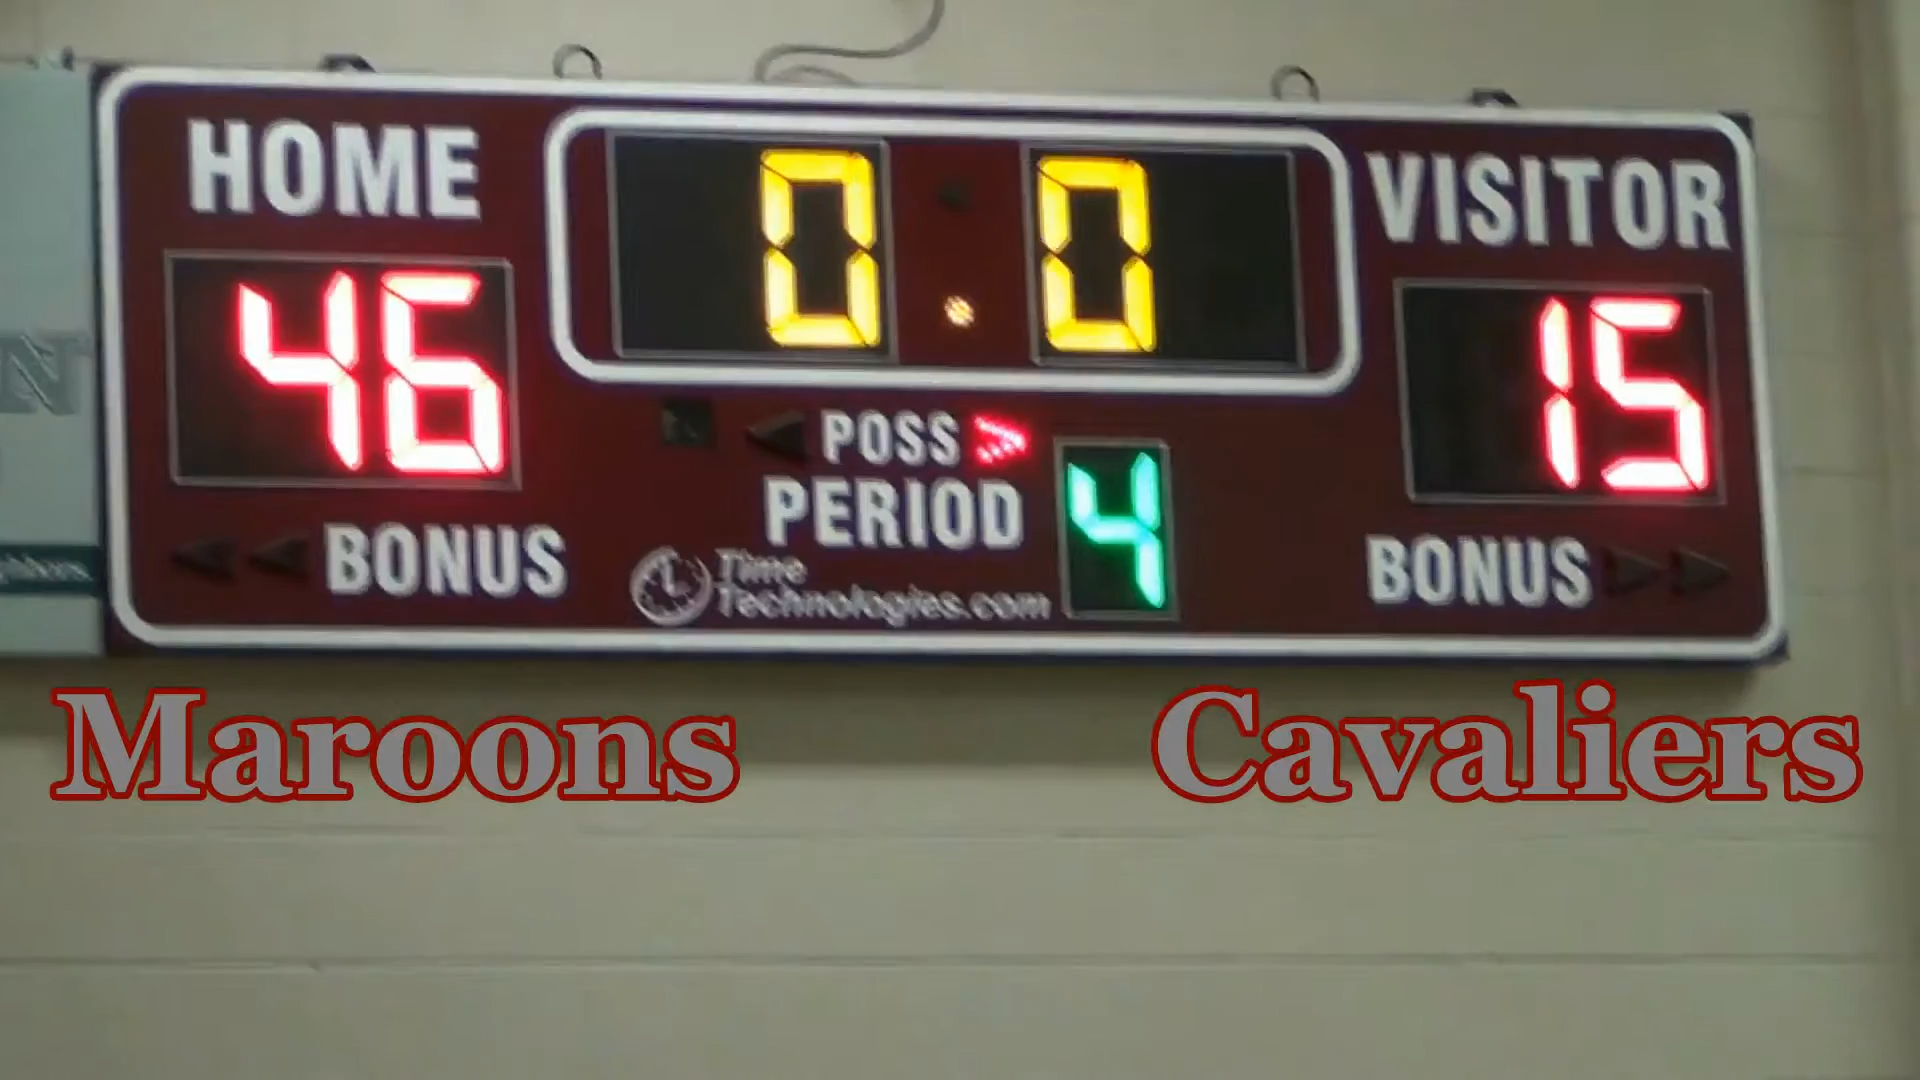 HOME
0.0
VISITOR
46
15
POSS
PERIOD 4
BONUS
BONUS
Time
Technologies.com
Maroons
Cavaliers